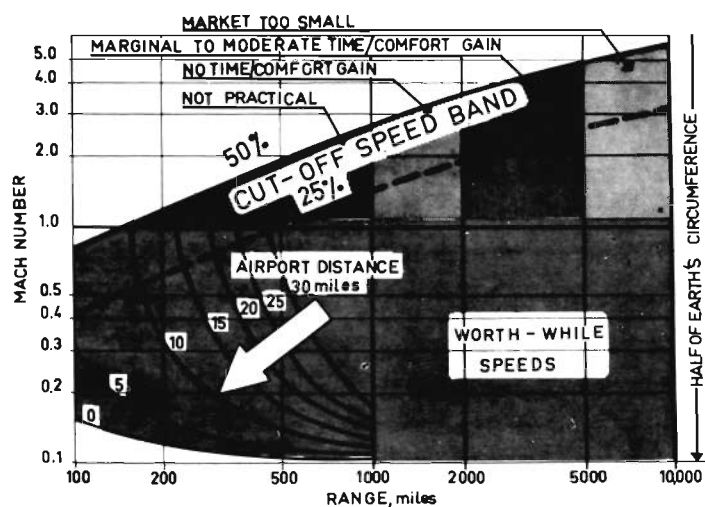 MARKET TOO SMALL
MARGINAL TO MODERATE TIME/COMFORT GAIN
NO TIME/COMFORT GAIN
NOT PRACTICAL
50%
CUT-OFF SPEED BAND
25%
AIRPORT DISTANCE
30 miles
25
20
15
10
5
0
WORTH-WHILE
SPEEDS
HALF OF EARTH'S CIRCUMFERENCE
MACH NUMBER
5.0
4.0
3.0
2.0
1.0
0.5
0.4
0.3
0.2
0.1
100
200
500
1000
2000
5000
10,000
RANGE, miles